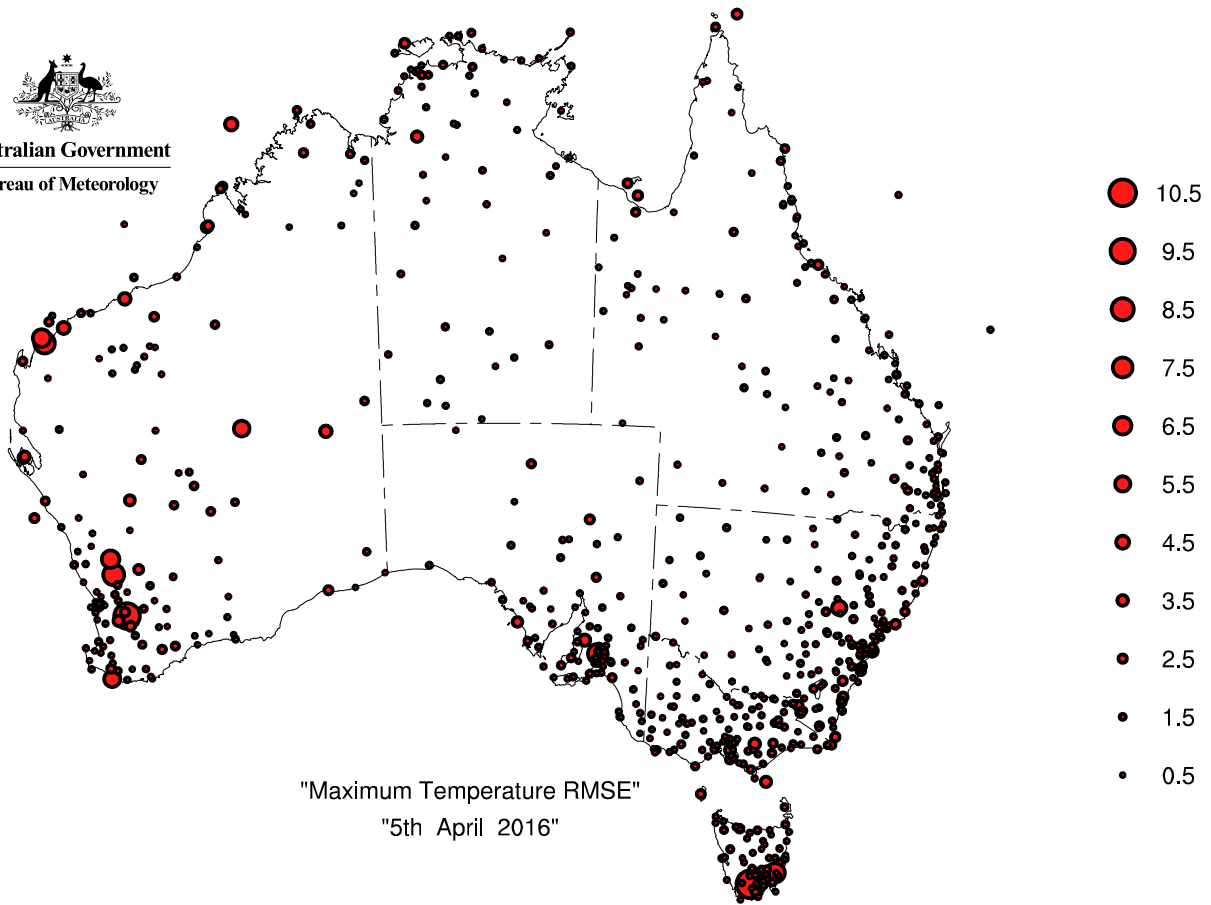 AUSTRALIA
tralian Government
reau of Meteorology
10.5
9.5
8.5
7.5
6.5
5.5
4.5
3.5
2.5
1.5
0.5
"Maximum Temperature RMSE"
"5th April 2016"